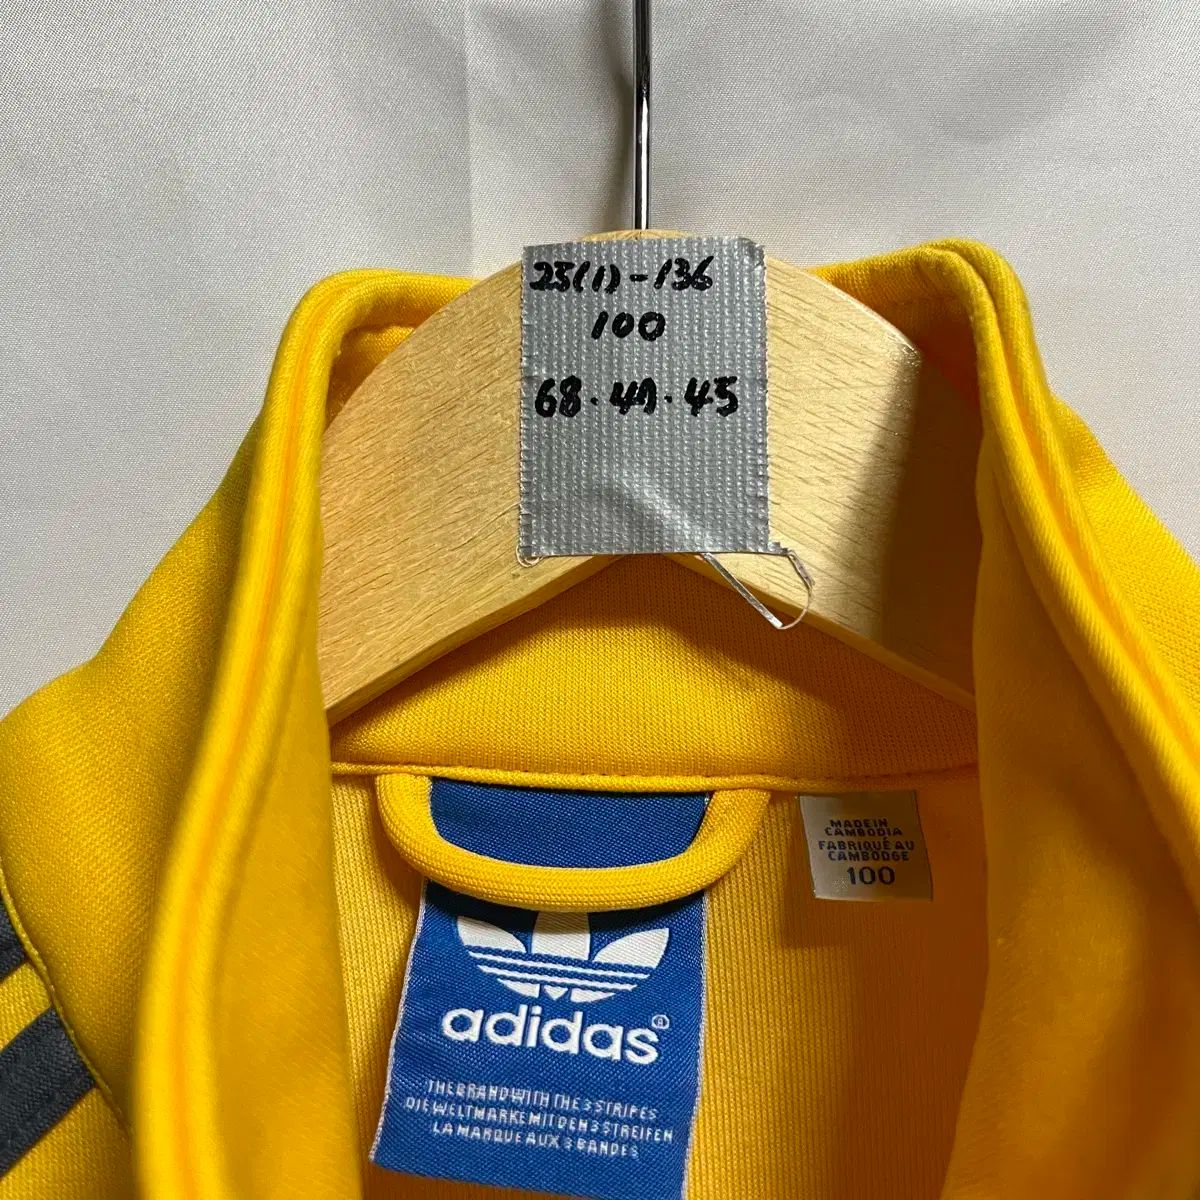 25(1)-136
100
68·49·45
MADE IN
CAMBODIA
FABRIQUÉ AU
CAMBODGE
100
adidas®
THE BRAND WITH THE 3 STRIPES
DIE WELTMARKE MIT DEN 3 STREIFEN
LA MARQUE AUX 3 BANDES